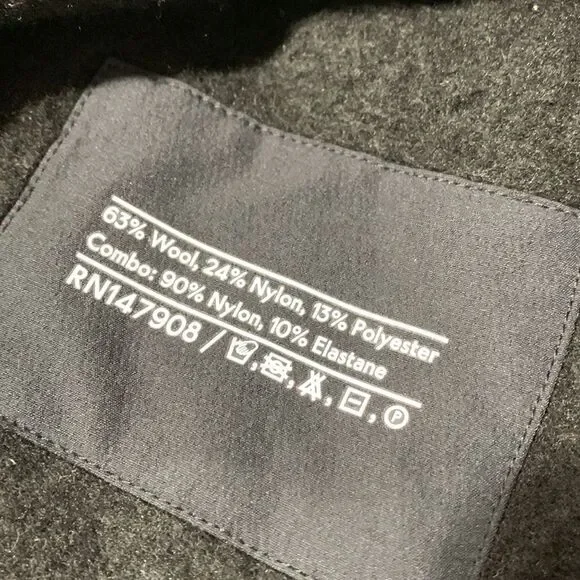 63% Wool, 24% Nylon, 13% Polyester
Combo: 90% Nylon, 10% Elastane
RN147908 / , , , , P